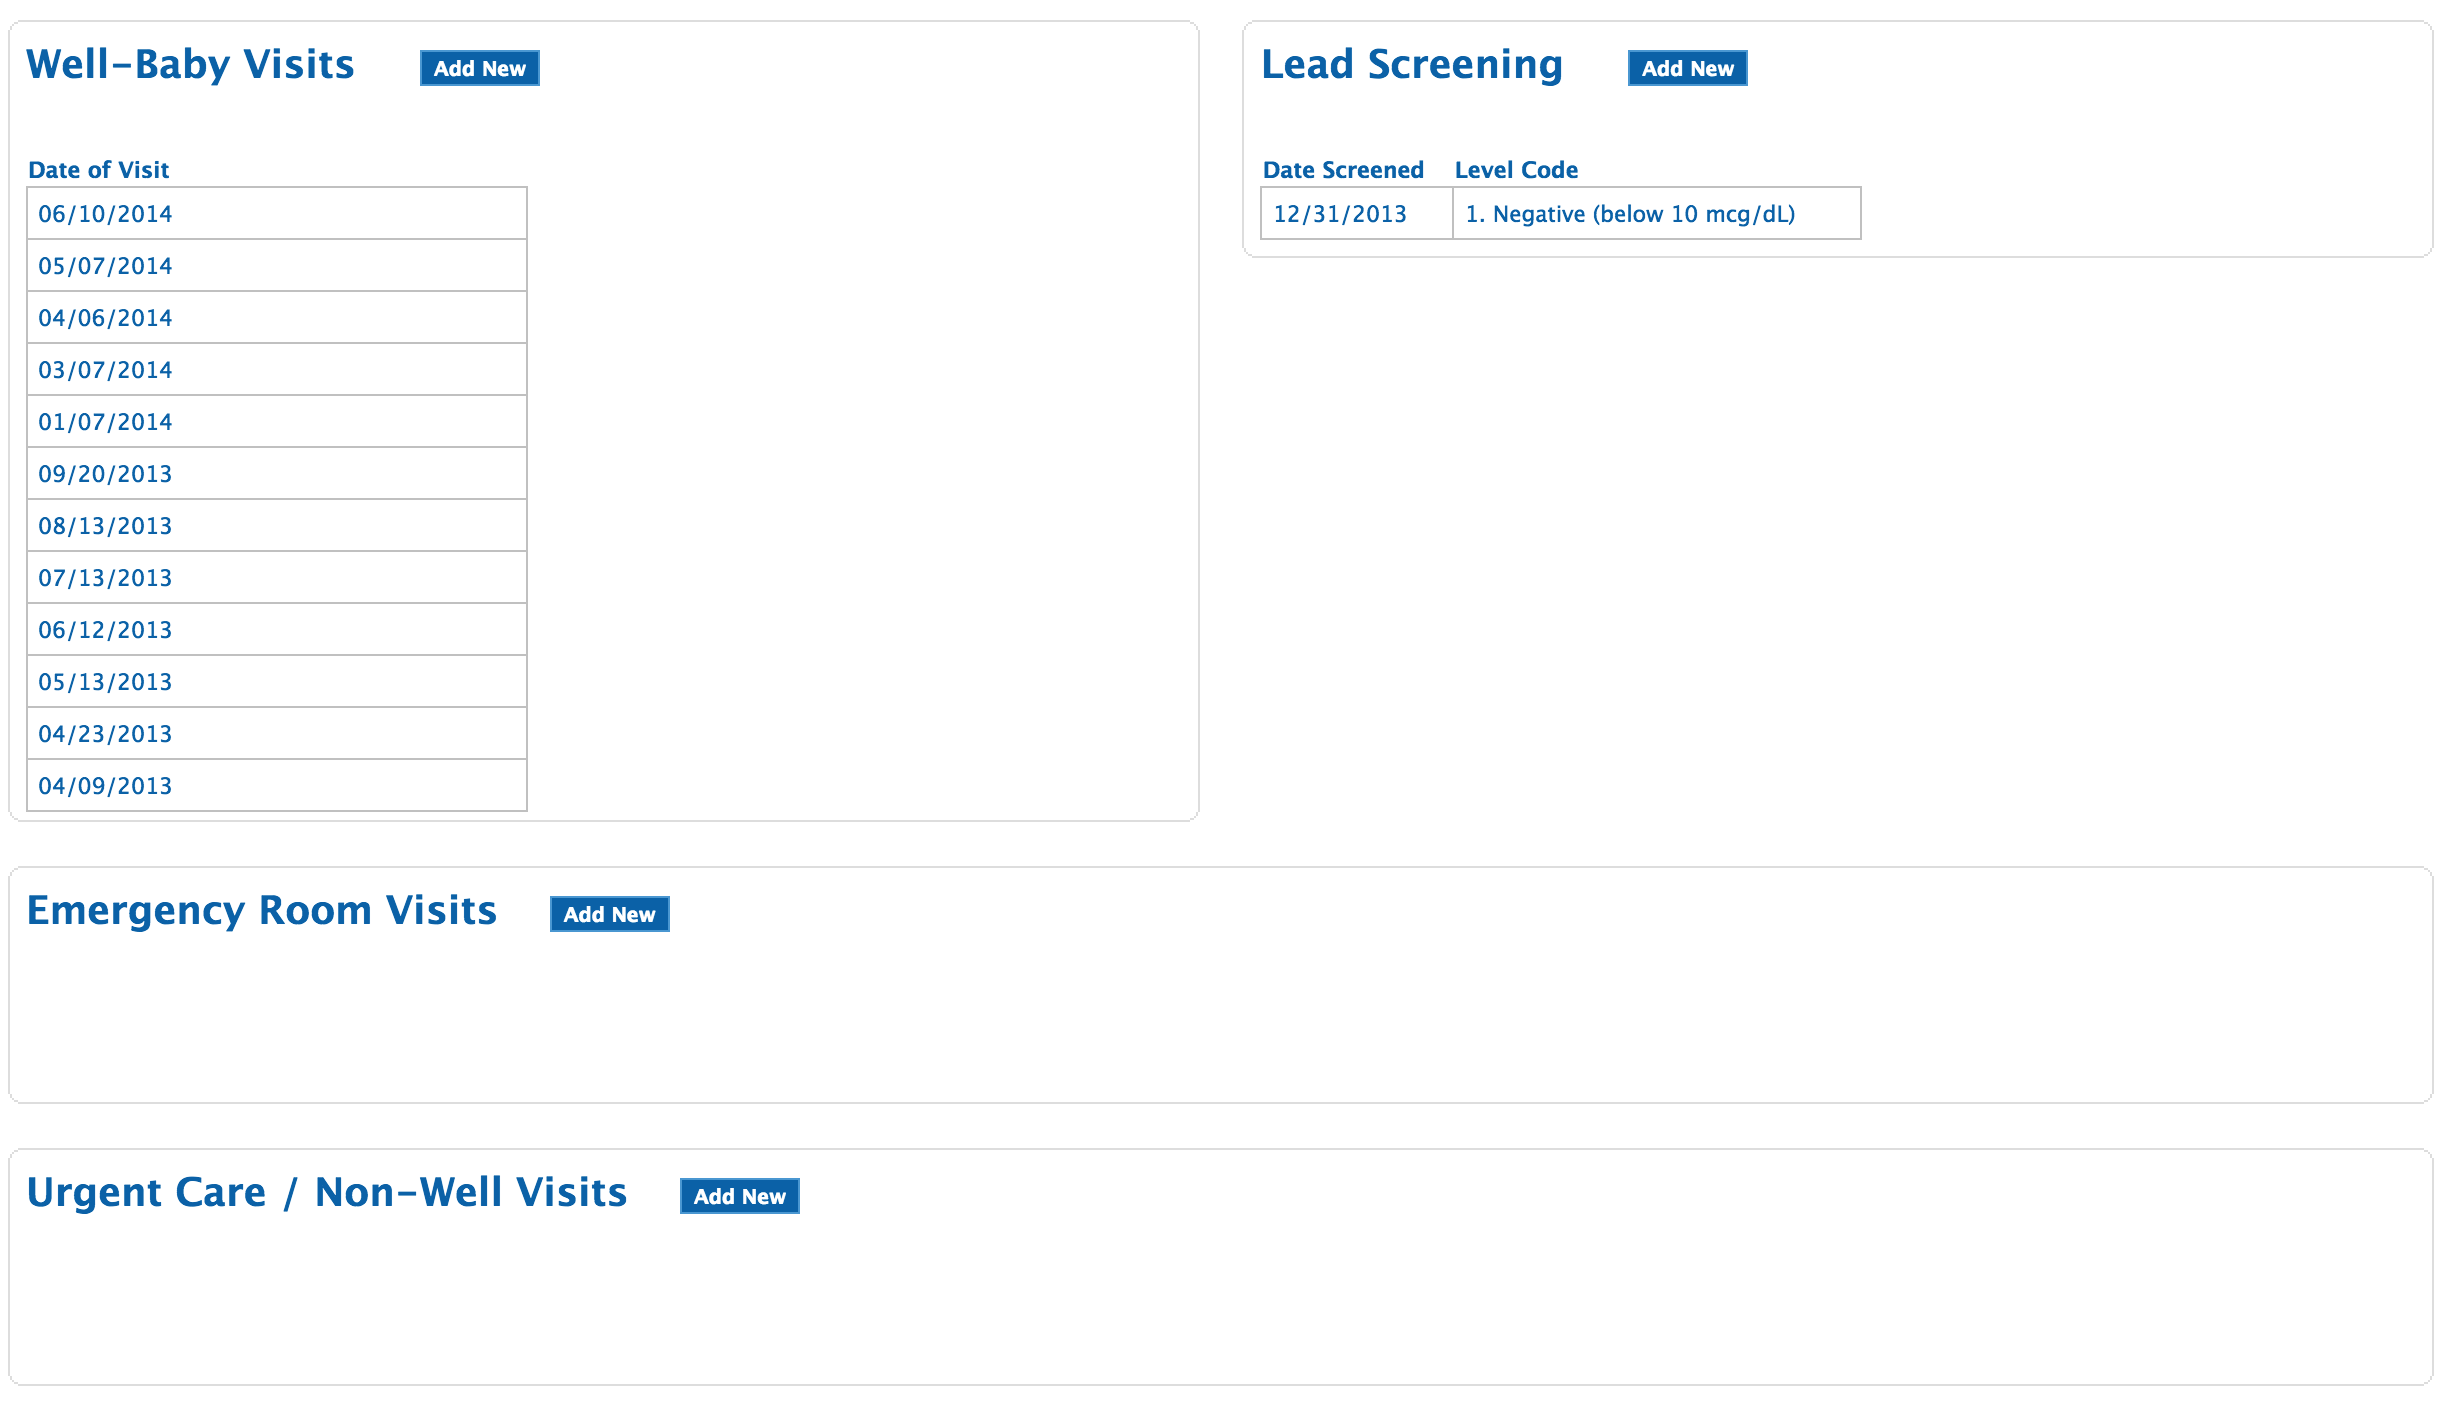 Well-Baby Visits Add New
Date of Visit
06/10/2014
05/07/2014
04/06/2014
03/07/2014
01/07/2014
09/20/2013
08/13/2013
07/13/2013
06/12/2013
05/13/2013
04/23/2013
04/09/2013
Lead Screening Add New
Date Screened Level Code
12/31/2013 1. Negative (below 10 mcg/dL)
Emergency Room Visits Add New
Urgent Care / Non-Well Visits Add New